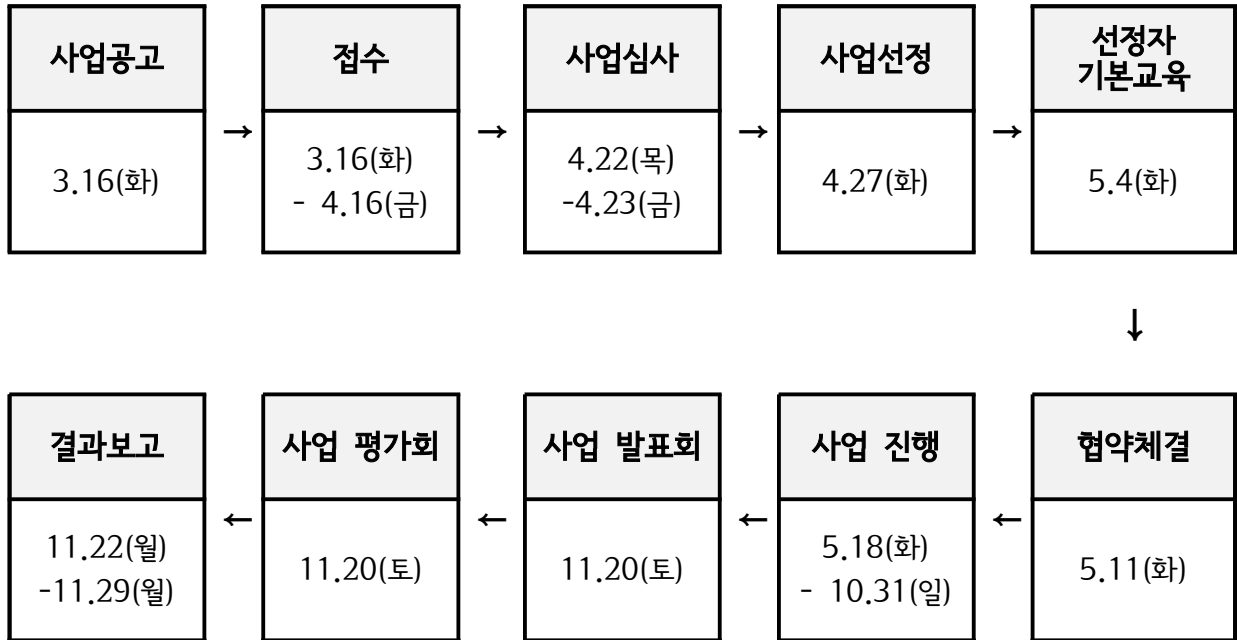 사업공고
3.16(화)
→
접수
3.16(화)
- 4.16(금)
→
사업심사
4.22(목)
-4.23(금)
→
사업선정
4.27(화)
→
선정자
기본교육
5.4(화)
↓
협약체결
5.11(화)
←
사업 진행
5.18(화)
- 10.31(일)
←
사업 발표회
11.20(토)
←
사업 평가회
11.20(토)
←
결과보고
11.22(월)
-11.29(월)